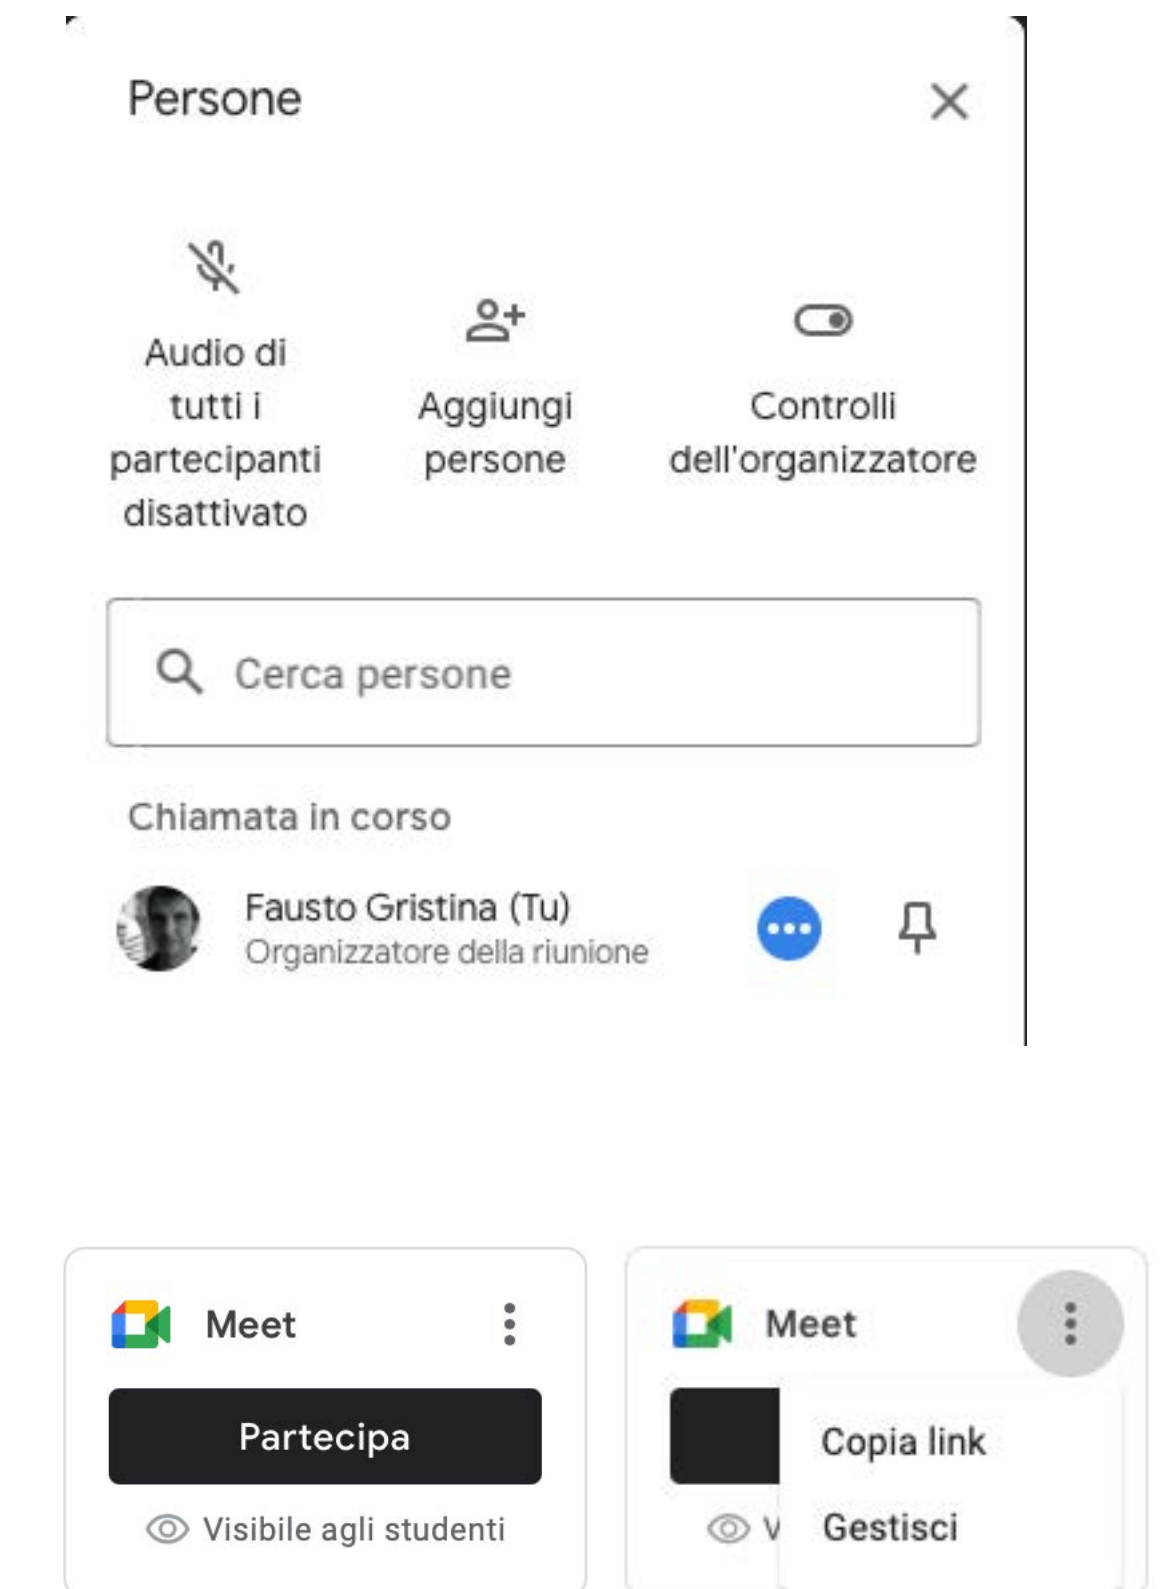 Persone
Audio di
tutti i
partecipanti
disattivato
Aggiungi
persone
Controlli
dell'organizzatore
Cerca persone
Chiamata in corso
Fausto Gristina (Tu)
Organizzatore della riunione
Meet
Partecipa
Visibile agli studenti
Meet
Copia link
V
Gestisci